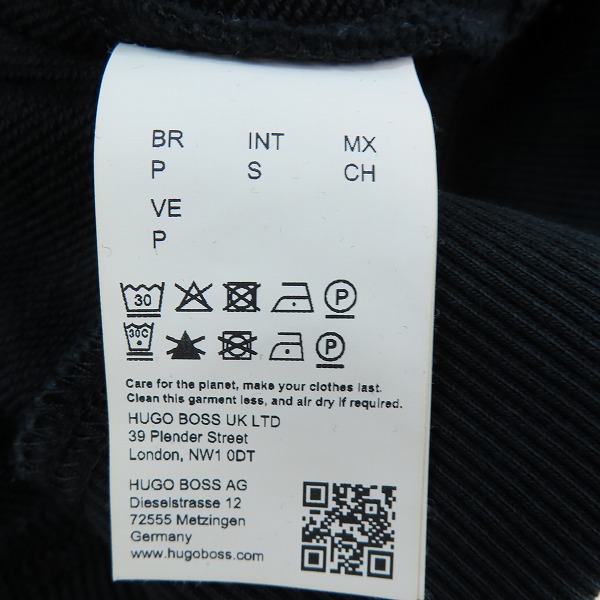 BR INT MX
P S CH
VE
P
30 P
30C P
Care for the planet, make your clothes last.
Clean this garment less, and air dry if required.
HUGO BOSS UK LTD
39 Plender Street
London, NW1 0DT
HUGO BOSS AG
Dieselstrasse 12
72555 Metzingen
Germany
www.hugoboss.com